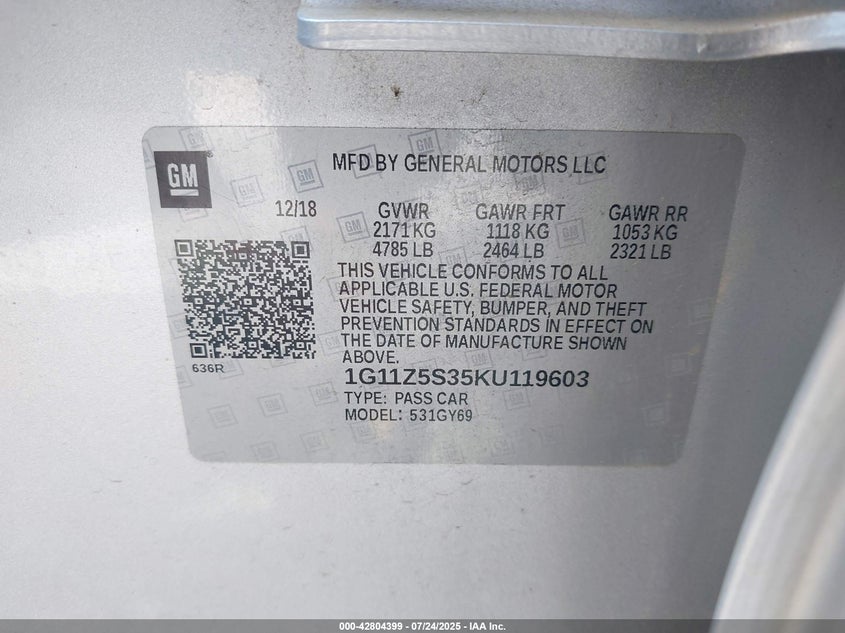 GM
MFD BY GENERAL MOTORS LLC
12/18 GVWR GAWR FRT GAWR RR
2171 KG 1118 KG 1053 KG
4785 LB 2464 LB 2321 LB
THIS VEHICLE CONFORMS TO ALL
APPLICABLE U.S. FEDERAL MOTOR
VEHICLE SAFETY, BUMPER, AND THEFT
PREVENTION STANDARDS IN EFFECT ON
THE DATE OF MANUFACTURE SHOWN
ABOVE.
636R
1G11Z5S35KU119603
TYPE: PASS CAR
MODEL: 531GY69
000-42804399 - 07/24/2025 - IAA Inc.